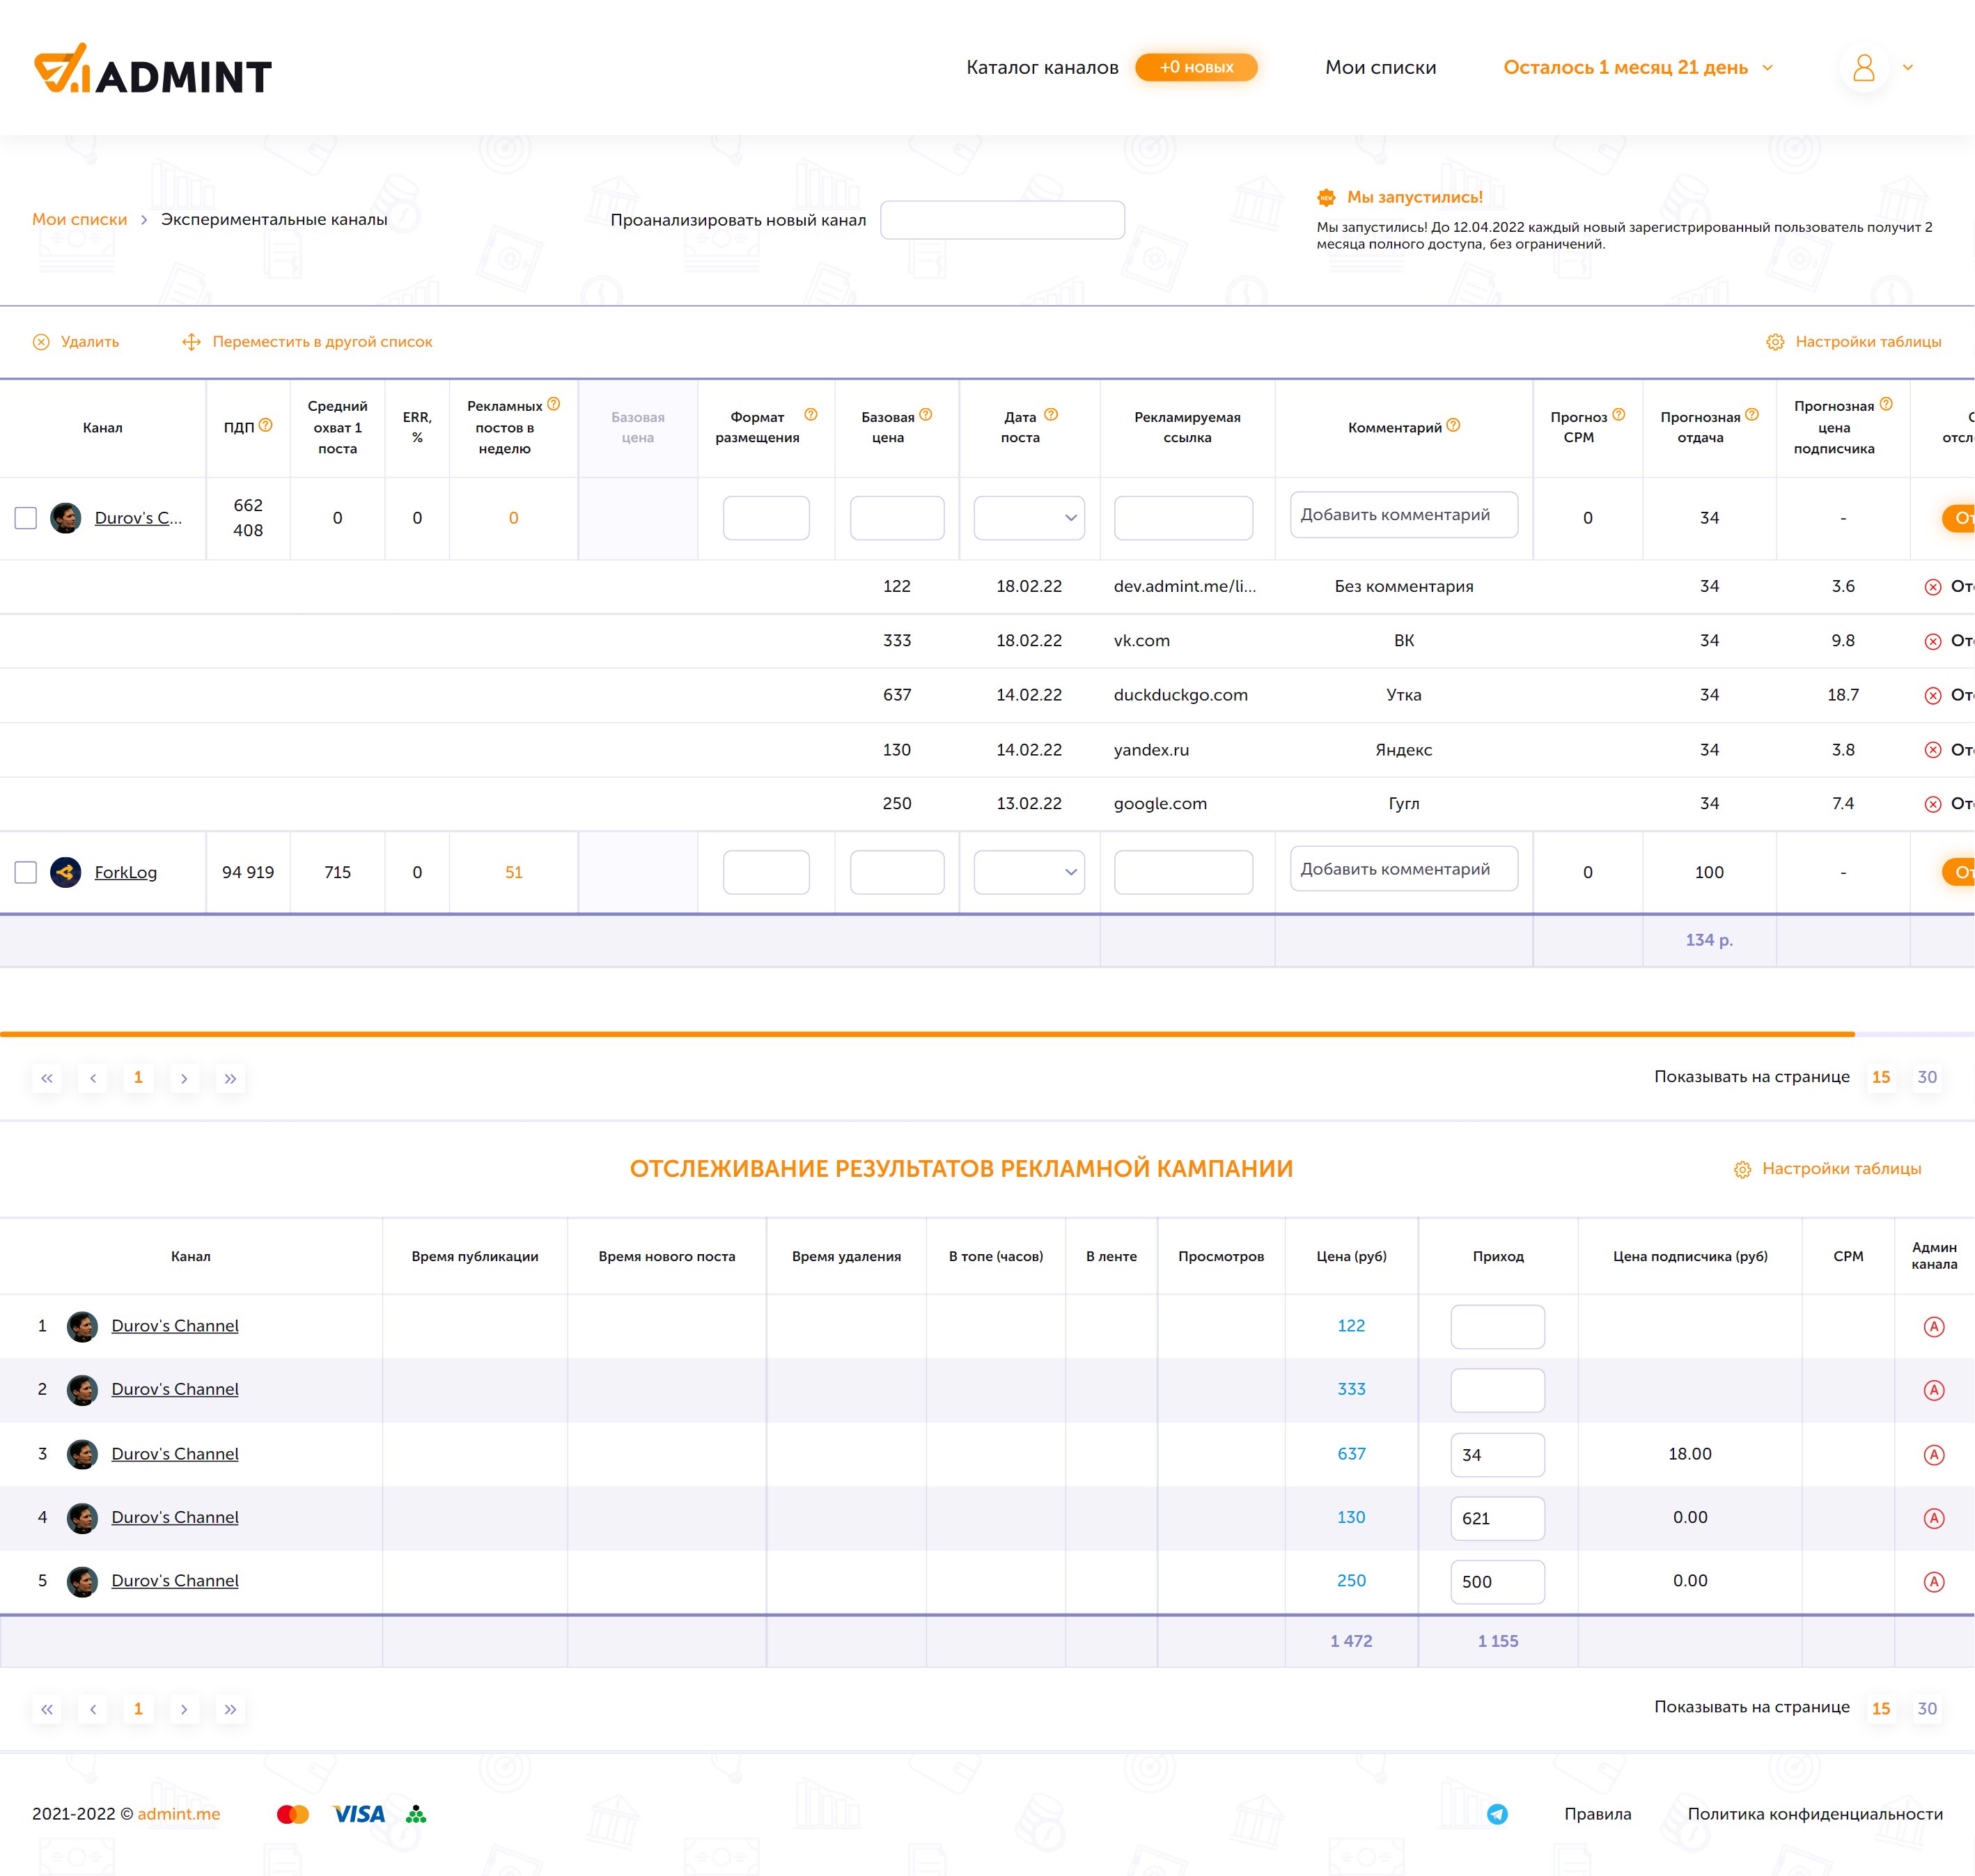 ADMINT
Каталог каналов +0 новых Мои списки Осталось 1 месяц 21 день
Мои списки > Экспериментальные каналы
Проанализировать новый канал
Мы запустились!
Мы запустились! До 12.04.2022 каждый новый зарегистрированный пользователь получит 2
месяца полного доступа, без ограничений.
Удалить Переместить в другой список Настройки таблицы
Канал
ПДП ?
Средний
охват 1
поста
ERR,
%
Рекламных ?
постов в
неделю
Базовая
цена
Формат ?
размещения
Базовая ?
цена
Дата ?
поста
Рекламируемая
ссылка
Комментарий ?
Прогноз ?
CPM
Прогнозная ?
отдача
Прогнозная ?
цена
подписчика
Durov's C... 662
408 0 0 0 Добавить комментарий 0 34 -
122 18.02.22 dev.admint.me/li... Без комментария 34 3.6
333 18.02.22 vk.com ВК 34 9.8
637 14.02.22 duckduckgo.com Утка 34 18.7
130 14.02.22 yandex.ru Яндекс 34 3.8
250 13.02.22 google.com Гугл 34 7.4
ForkLog 94 919 715 0 51 Добавить комментарий 0 100 -
134 р.
« < 1 > » Показывать на странице 15 30
ОТСЛЕЖИВАНИЕ РЕЗУЛЬТАТОВ РЕКЛАМНОЙ КАМПАНИИ Настройки таблицы
Канал Время публикации Время нового поста Время удаления В топе (часов) В ленте Просмотров Цена (руб) Приход Цена подписчика (руб) CPM Админ
канала
1 Durov's Channel 122 A
2 Durov's Channel 333 A
3 Durov's Channel 637 34 18.00 A
4 Durov's Channel 130 621 0.00 A
5 Durov's Channel 250 500 0.00 A
1 472 1 155
« < 1 > » Показывать на странице 15 30
2021-2022 © admint.me VISA Правила Политика конфиденциальности